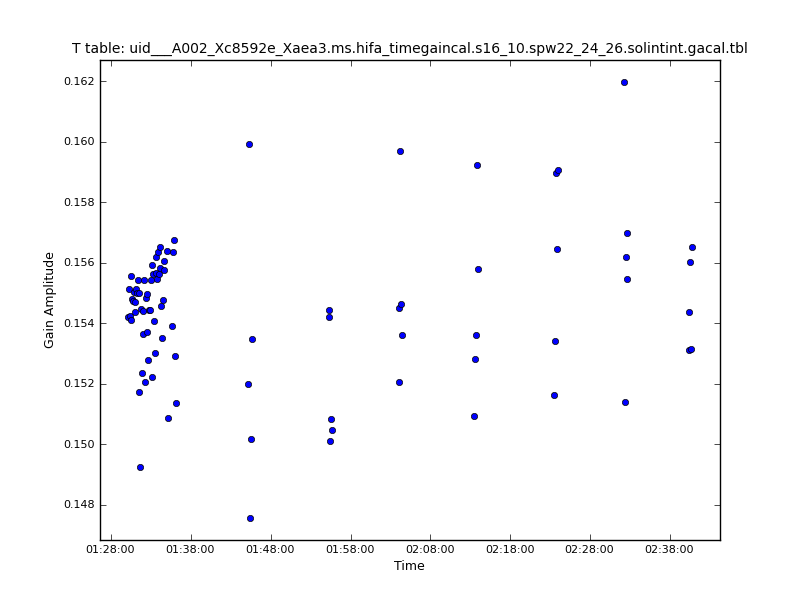 T table: uid___A002_Xc8592e_Xaea3.ms.hifa_timegaincal.s16_10.spw22_24_26.solintint.gacal.tbl
Gain Amplitude
0.162
0.160
0.158
0.156
0.154
0.152
0.150
0.148
01:28:00 01:38:00 01:48:00 01:58:00 02:08:00 02:18:00 02:28:00 02:38:00
Time